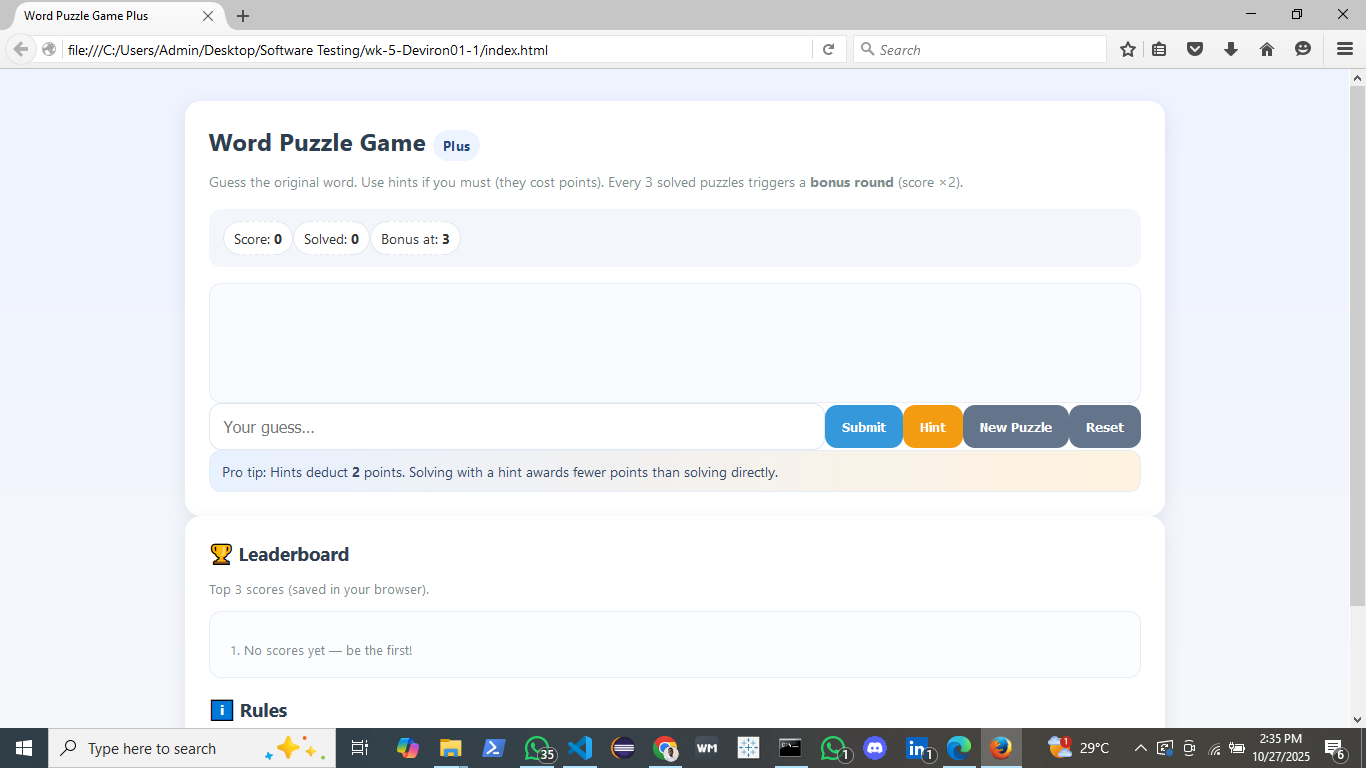 Word Puzzle Game Plus
file:///C:/Users/Admin/Desktop/Software Testing/wk-5-Deviron01-1/index.html
Search
Word Puzzle Game Plus
Guess the original word. Use hints if you must (they cost points). Every 3 solved puzzles triggers a bonus round (score ×2).
Score: 0 Solved: 0 Bonus at: 3
Your guess... Submit Hint New Puzzle Reset
Pro tip: Hints deduct 2 points. Solving with a hint awards fewer points than solving directly.
🏆 Leaderboard
Top 3 scores (saved in your browser).
1. No scores yet — be the first!
ℹ️ Rules
Type here to search 35 WM 1 1 1 29°C 2:35 PM 6
10/27/2025